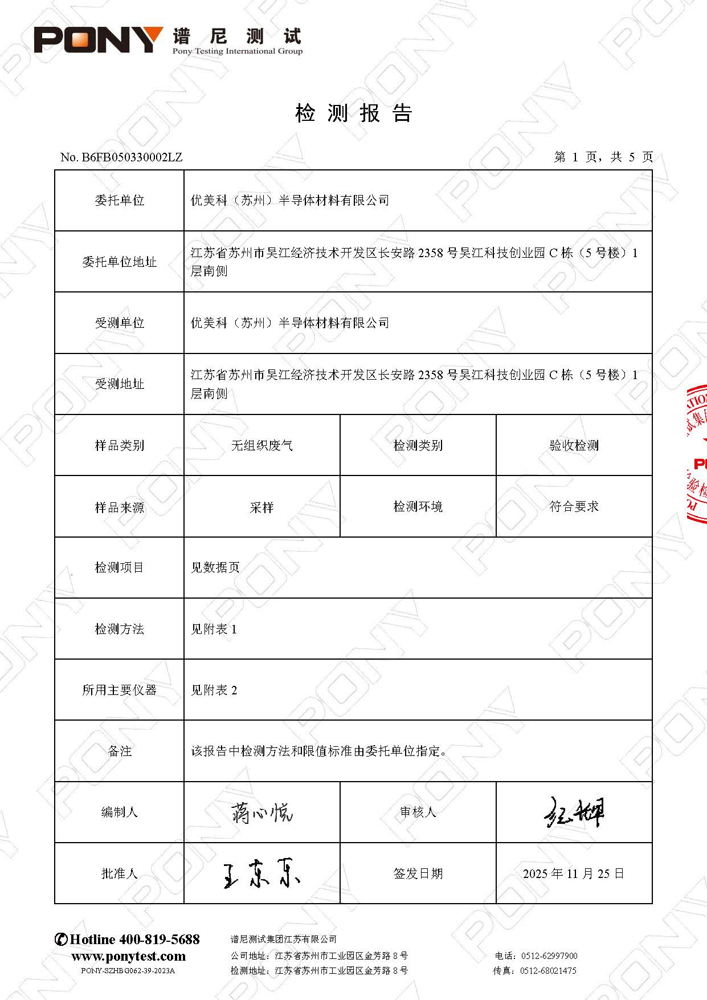 PONY 谱尼测试
Pony Testing International Group
检 测 报 告
No. B6FB050330002LZ
第 1 页，共 5 页
委托单位 优美科（苏州）半导体材料有限公司
委托单位地址 江苏省苏州市吴江经济技术开发区长安路 2358 号吴江科技创业园 C 栋（5 号楼）1
层南侧
受测单位 优美科（苏州）半导体材料有限公司
受测地址 江苏省苏州市吴江经济技术开发区长安路 2358 号吴江科技创业园 C 栋（5 号楼）1
层南侧
样品类别 无组织废气 检测类别 验收检测
样品来源 采样 检测环境 符合要求
检测项目 见数据页
检测方法 见附表 1
所用主要仪器 见附表 2
备注 该报告中检测方法和限值标准由委托单位指定。
编制人 蒋心悦 审核人
批准人 王东东 签发日期 2025 年 11 月 25 日
Hotline 400-819-5688
www.ponytest.com
PONY-SZHBG062-39-2023A
谱尼测试集团江苏有限公司
公司地址：江苏省苏州市工业园区金芳路 8 号 电话：0512-62997900
检测地址：江苏省苏州市工业园区金芳路 8 号 传真：0512-68021475